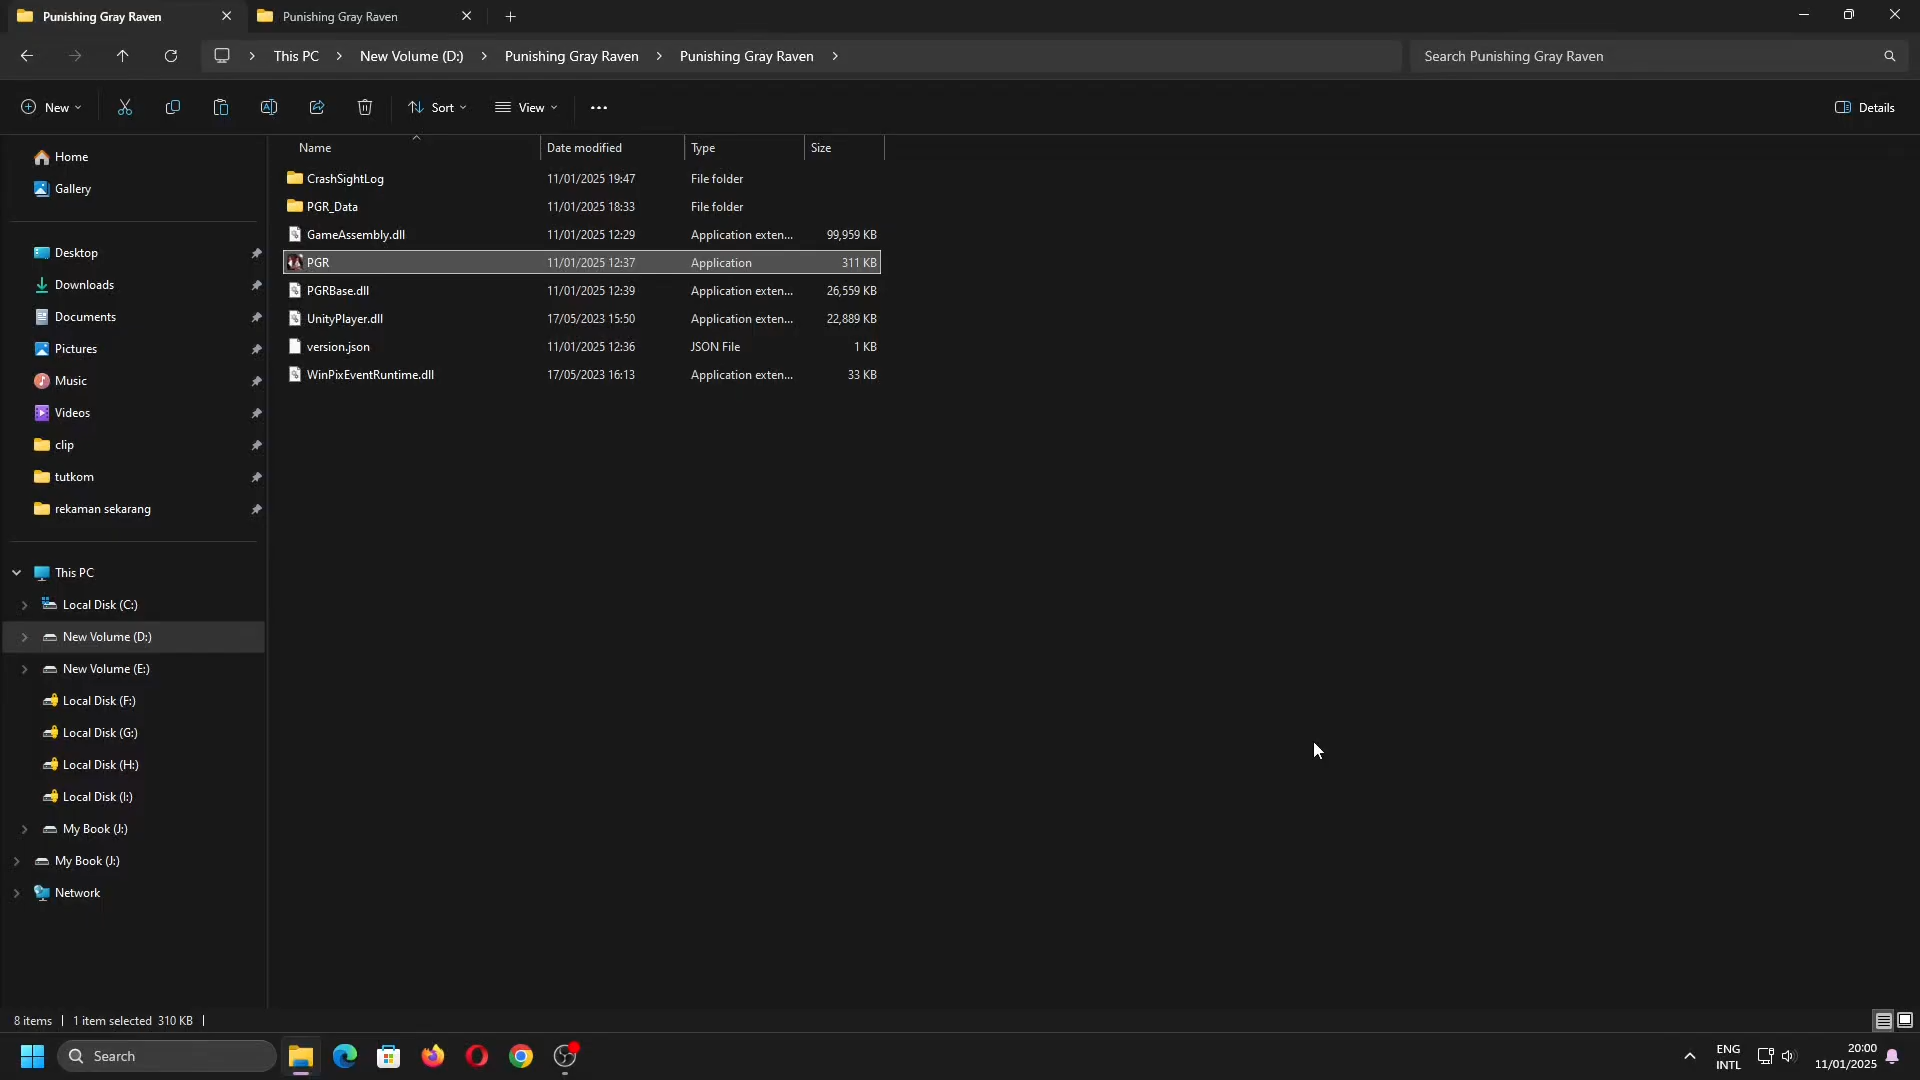 Punishing Gray Raven
Punishing Gray Raven
This PC
New Volume (D:)
Punishing Gray Raven
Punishing Gray Raven
Search Punishing Gray Raven
New
Sort
View
Details
Home
Gallery
Desktop
Downloads
Documents
Pictures
Music
Videos
clip
tutkom
rekaman sekarang
This PC
Local Disk (C:)
New Volume (D:)
New Volume (E:)
Local Disk (F:)
Local Disk (G:)
Local Disk (H:)
Local Disk (I:)
My Book (J:)
My Book (J:)
Network
Name Date modified Type Size
CrashSightLog 11/01/2025 19:47 File folder
PGR_Data 11/01/2025 18:33 File folder
GameAssembly.dll 11/01/2025 12:29 Application exten... 99,959 KB
PGR 11/01/2025 12:37 Application 311 KB
PGRBase.dll 11/01/2025 12:39 Application exten... 26,559 KB
UnityPlayer.dll 17/05/2023 15:50 Application exten... 22,889 KB
version.json 11/01/2025 12:36 JSON File 1 KB
WinPixEventRuntime.dll 17/05/2023 16:13 Application exten... 33 KB
8 items 1 item selected 310 KB
Search
ENG
INTL
20:00
11/01/2025